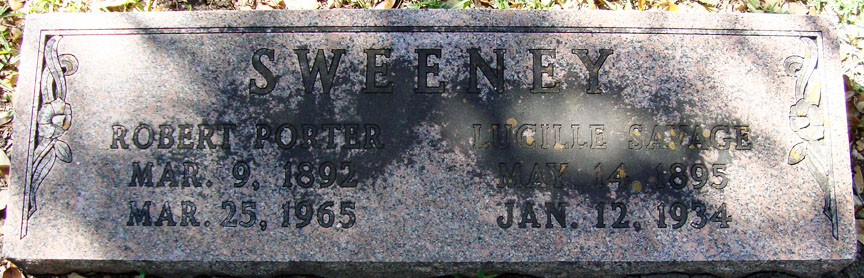 SWEENEY
ROBERT PORTER
MAR. 9, 1892
MAR. 25, 1965
LUCILLE SAVAGE
MAY 14, 1895
JAN. 12, 1934